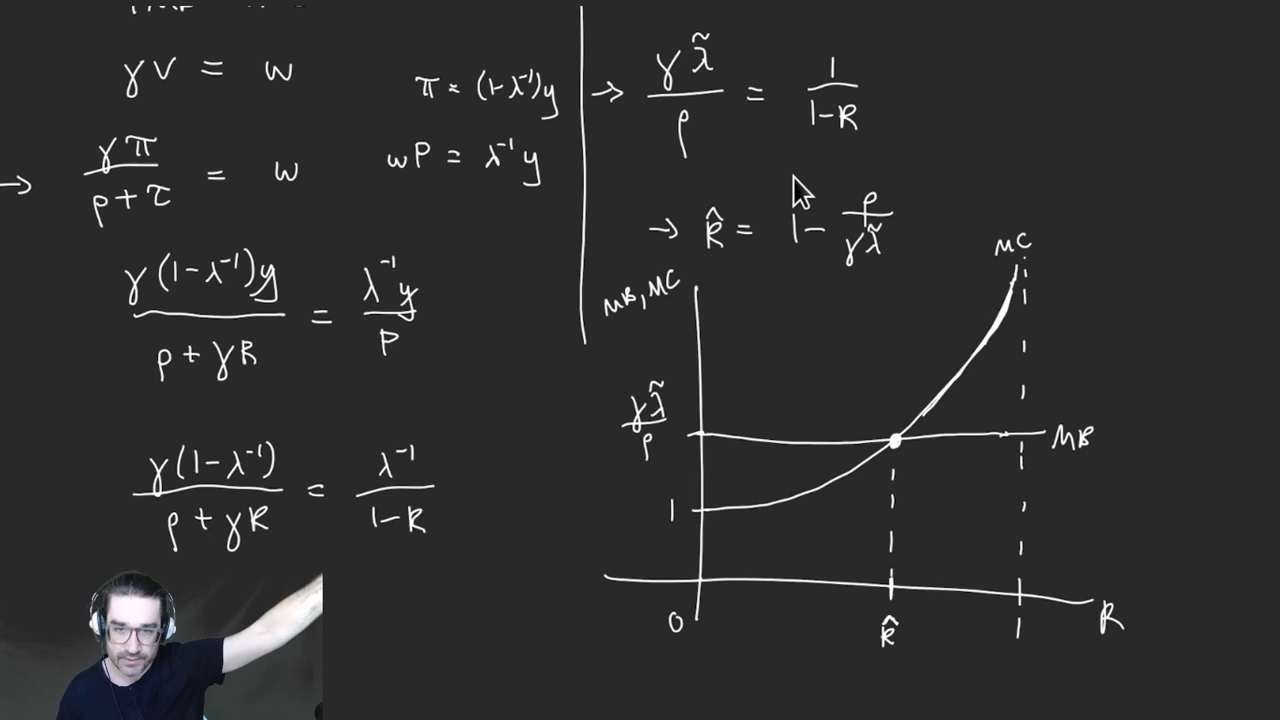 γV = w
π = (1-λ⁻¹)y
→ γπ / ρ+τ = w
wP = λ⁻¹y
γ(1-λ⁻¹)y / ρ+γR = λ⁻¹y / P
γ(1-λ⁻¹) / ρ+γR = λ⁻¹ / 1-R
→ γλ̃ / ρ = 1 / 1-R
→ R̂ = 1 - ρ / γλ̃
MB, MC
MC
γλ̃ / ρ
MB
1
0
R̂
R